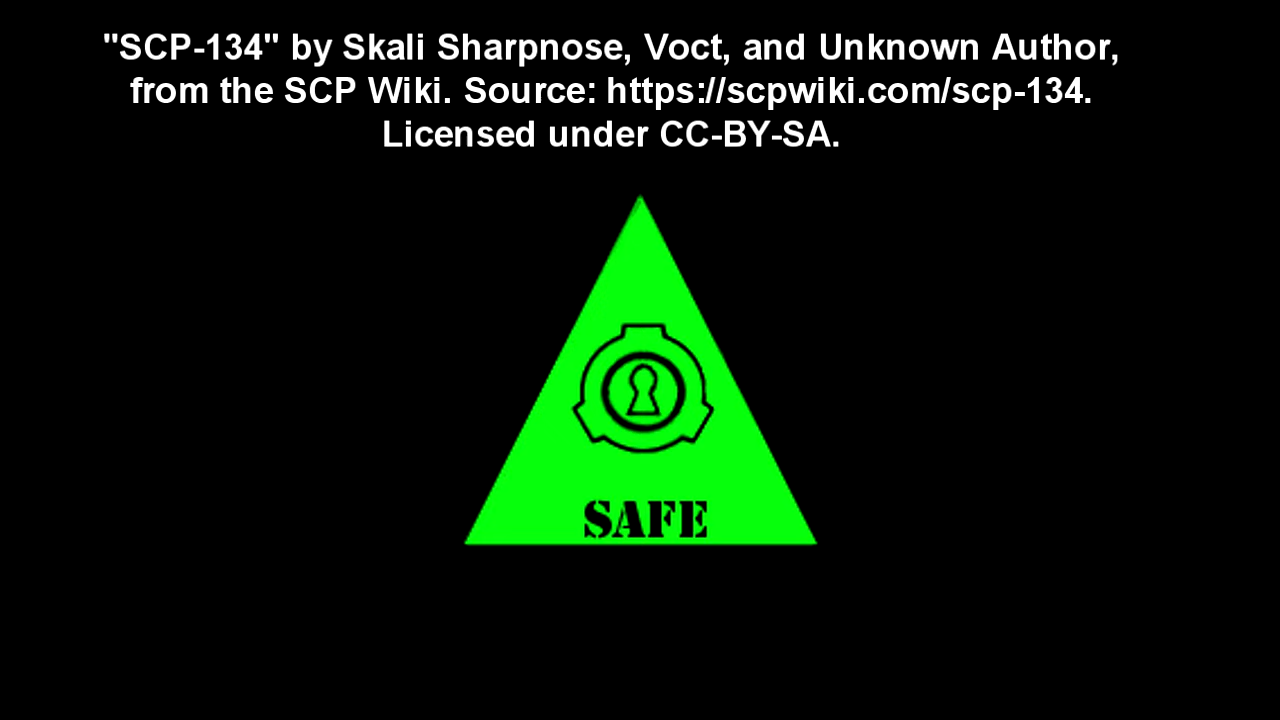 "SCP-134" by Skali Sharpnose, Voct, and Unknown Author,
from the SCP Wiki. Source: https://scpwiki.com/scp-134.
Licensed under CC-BY-SA.
SAFE